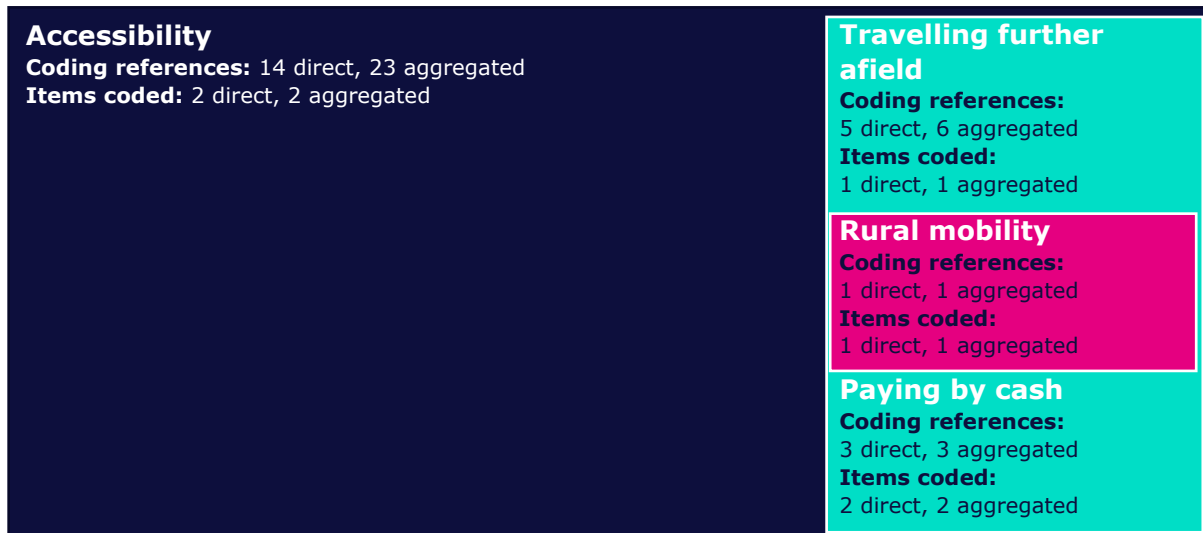 Accessibility
Coding references: 14 direct, 23 aggregated
Items coded: 2 direct, 2 aggregated
Travelling further
afield
Coding references:
5 direct, 6 aggregated
Items coded:
1 direct, 1 aggregated
Rural mobility
Coding references:
1 direct, 1 aggregated
Items coded:
1 direct, 1 aggregated
Paying by cash
Coding references:
3 direct, 3 aggregated
Items coded:
2 direct, 2 aggregated